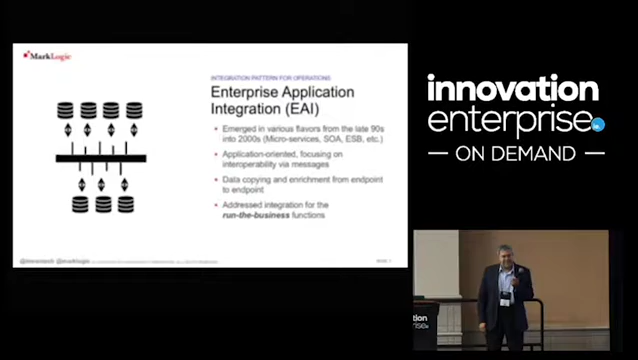 MarkLogic
INTEGRATION PATTERN FOR OPERATIONS
Enterprise Application
Integration (EAI)
• Emerged in various flavors from the late 90s
into 2000s (Micro-services, SOA, ESB, etc.)
• Application-oriented, focusing on
interoperability via messages
• Data copying and enrichment from endpoint
to endpoint
• Addressed integration for the
run-the-business functions
innovation
enterprise
ie.
— ON DEMAND —
enterprise